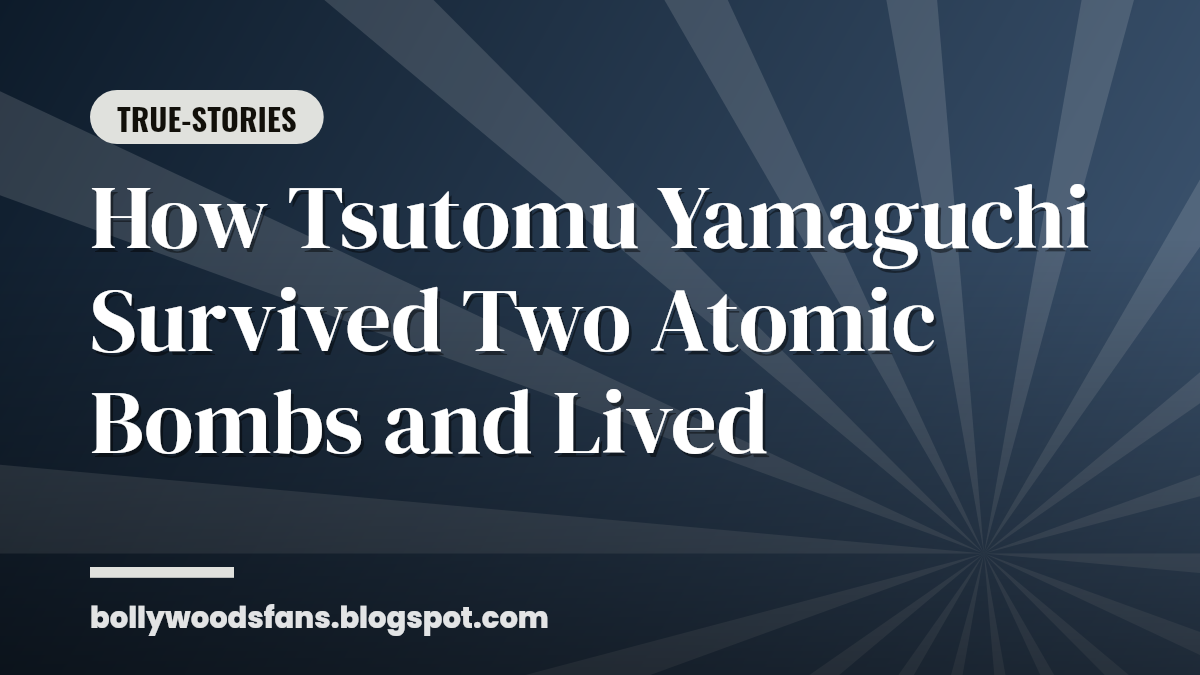 TRUE-STORIES
How Tsutomu Yamaguchi
Survived Two Atomic
Bombs and Lived
bollywoodsfans.blogspot.com